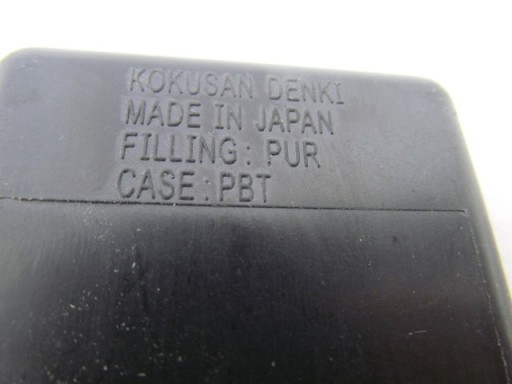 KOKUSAN DENKI
MADE IN JAPAN
FILLING : PUR
CASE : PBT